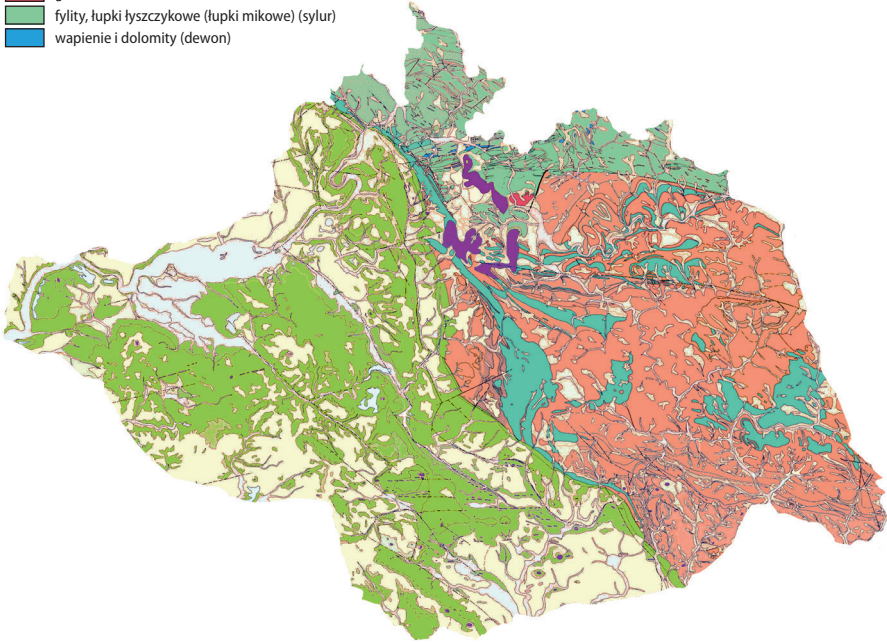 fylity, łupki łyszczykowe (łupki mikowe) (sylur)
wapienie i dolomity (dewon)